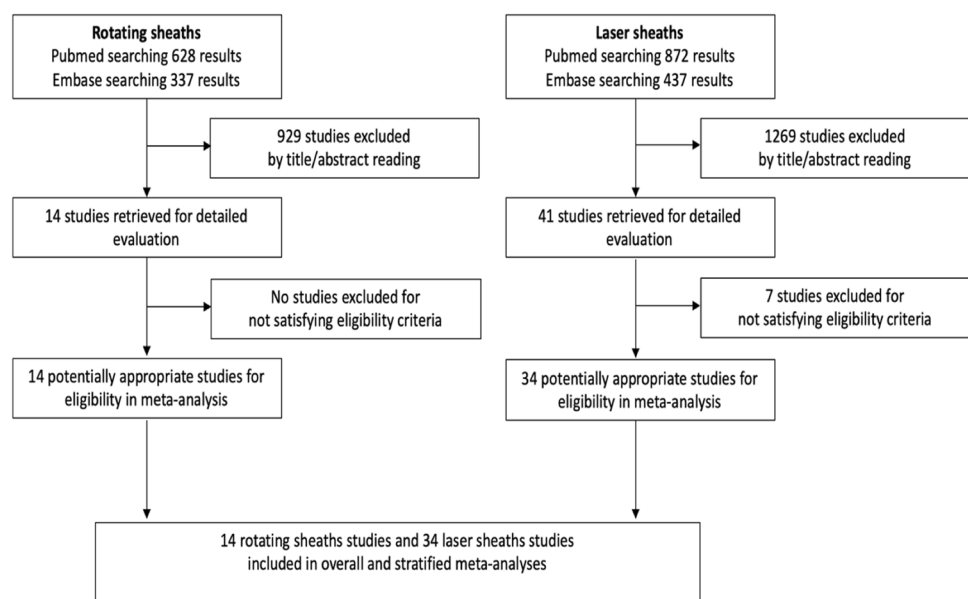 Rotating sheaths
Pubmed searching 628 results
Embase searching 337 results
Laser sheaths
Pubmed searching 872 results
Embase searching 437 results
929 studies excluded
by title/abstract reading
1269 studies excluded
by title/abstract reading
14 studies retrieved for detailed
evaluation
41 studies retrieved for detailed
evaluation
No studies excluded for
not satisfying eligibility criteria
7 studies excluded for
not satisfying eligibility criteria
14 potentially appropriate studies for
eligibility in meta-analysis
34 potentially appropriate studies for
eligibility in meta-analysis
14 rotating sheaths studies and 34 laser sheaths studies
included in overall and stratified meta-analyses